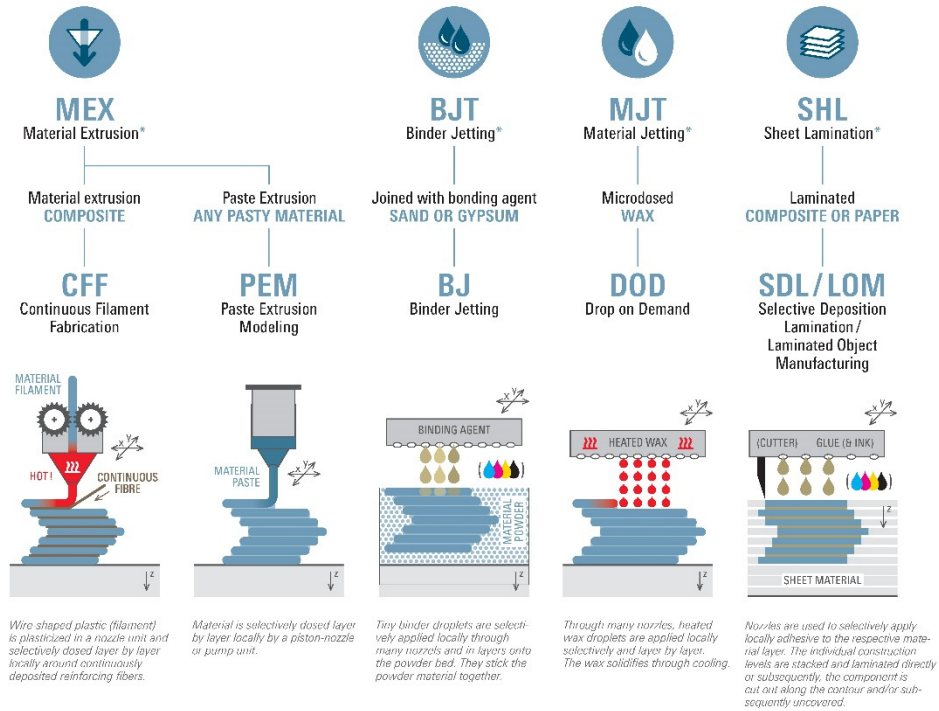 MEX
Material Extrusion*
BJT
Binder Jetting*
MJT
Material Jetting*
SHL
Sheet Lamination*
Material extrusion
COMPOSITE
Paste Extrusion
ANY PASTY MATERIAL
Joined with bonding agent
SAND OR GYPSUM
Microdosed
WAX
Laminated
COMPOSITE OR PAPER
CFF
Continuous Filament
Fabrication
PEM
Paste Extrusion
Modeling
BJ
Binder Jetting
DOD
Drop on Demand
SDL / LOM
Selective Deposition
Lamination /
Laminated Object
Manufacturing
MATERIAL
FILAMENT
x y
HOT!
CONTINUOUS
FIBRE
z
MATERIAL
PASTE
x y
z
x y
BINDING AGENT
MATERIAL
POWDER
z
x y
HEATED WAX
z
x y
(CUTTER) GLUE (& INK)
z
SHEET MATERIAL
Wire-shaped plastic (filament)
is plasticized in a nozzle unit and
selectively dosed layer by layer
locally around continuously
deposited reinforcing fibers.
Material is selectively dosed layer
by layer locally by a piston-nozzle
or pump unit.
Tiny binder droplets are selecti-
vely applied locally through
many nozzles and in layers onto
the powder bed. They stick the
powder material together.
Through many nozzles, heated
wax droplets are applied locally
selectively and layer by layer.
The wax solidifies through cooling.
Nozzles are used to selectively apply
locally adhesive to the respective mate-
rial layer. The individual construction
levels are stacked and laminated directly
or subsequently, the component is
cut out along the contour and/or sub-
sequently uncovered.